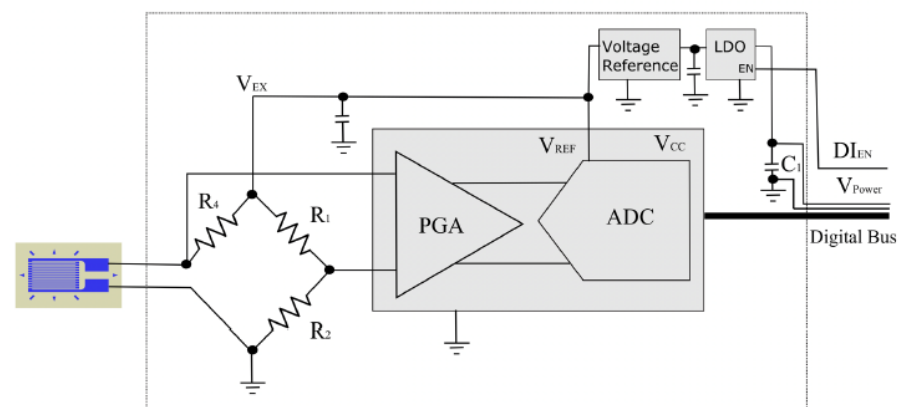 Voltage
Reference
LDO
EN
VEX
VREF
VCC
DIEN
C1
VPower
R4
R1
PGA
ADC
Digital Bus
R2